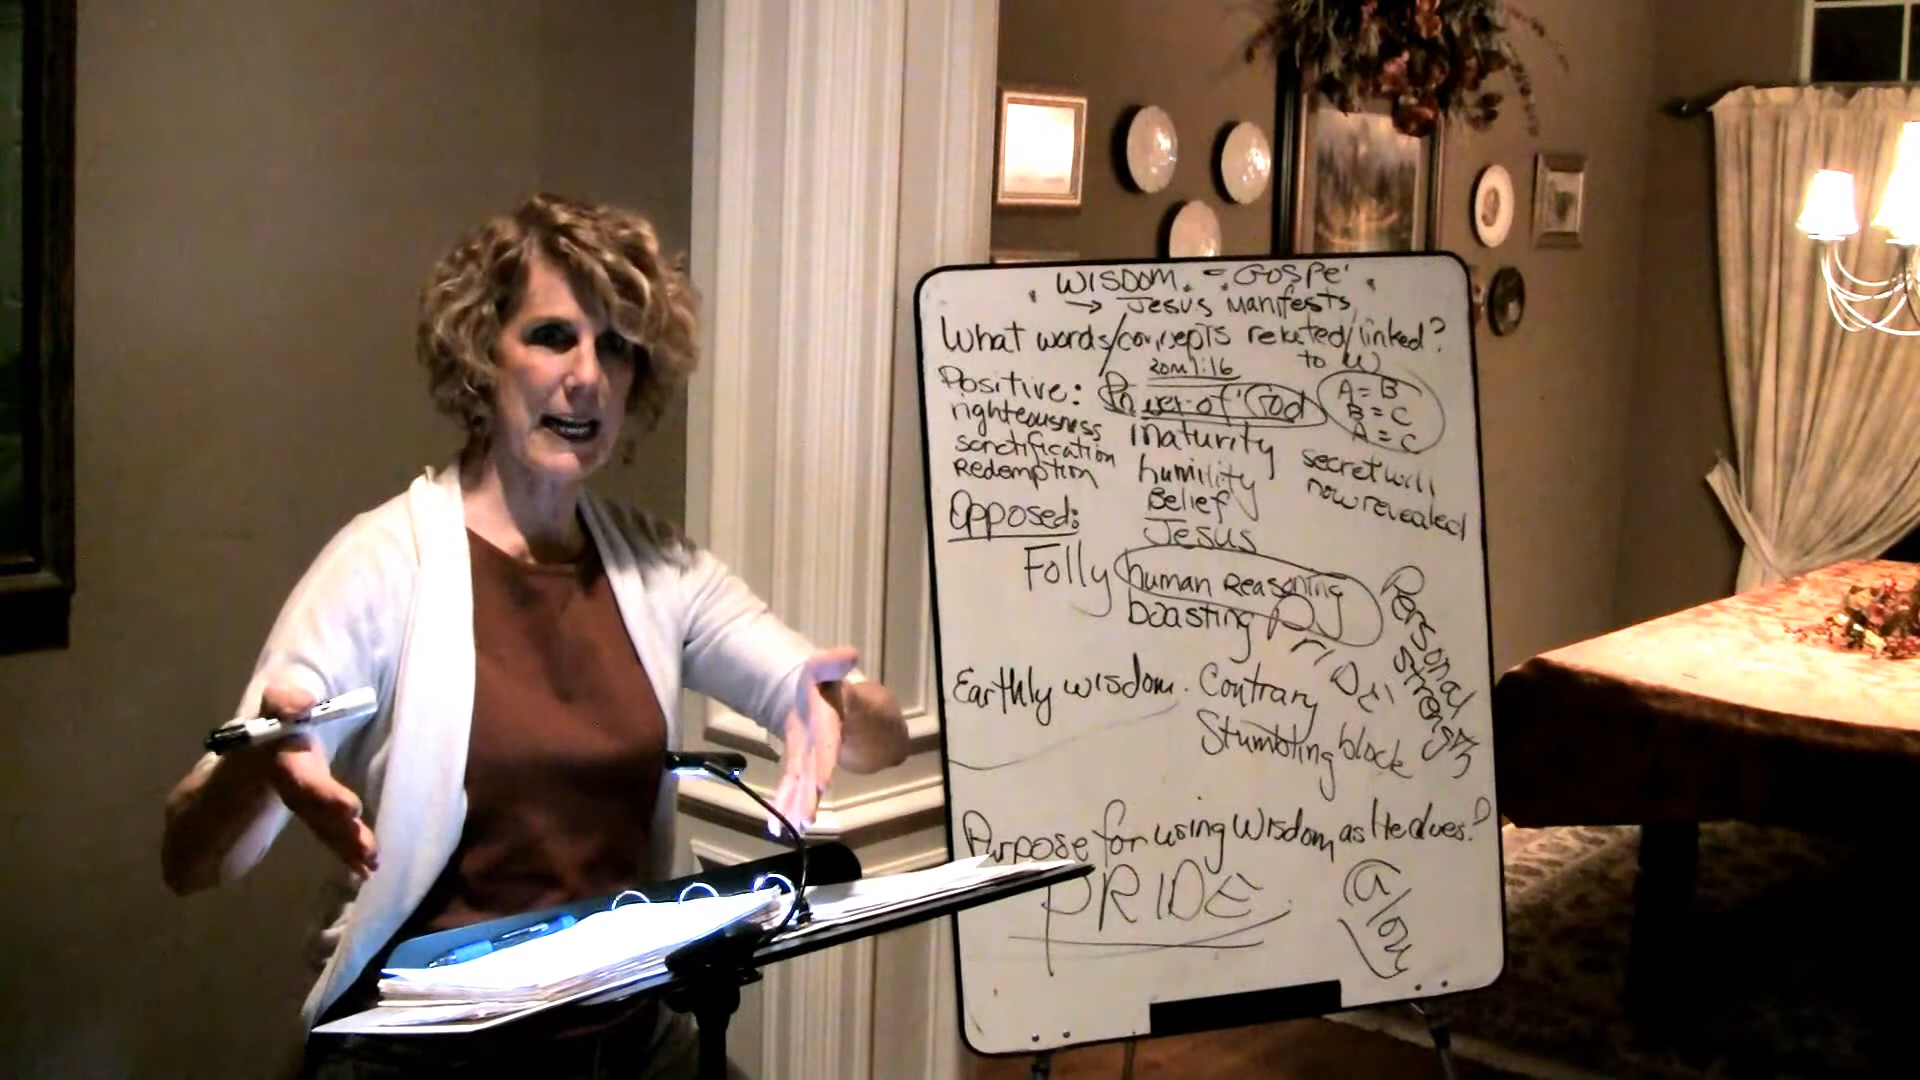 WISDOM = GOSPEl
→ Jesus manifests
What words/concepts related/linked?
to W
Rom 1:16
Positive: Power of God
A = B
B = C
A = C
righteousness
sanctification
Redemption
maturity
humility
Belief
Jesus
secret will
now revealed
Opposed:
Folly human Reasoning
boasting PRIDE!
Personal
Strength
Earthly wisdom. Contrary
Stumbling block
Purpose for using Wisdom as He does?
PRIDE
Glory